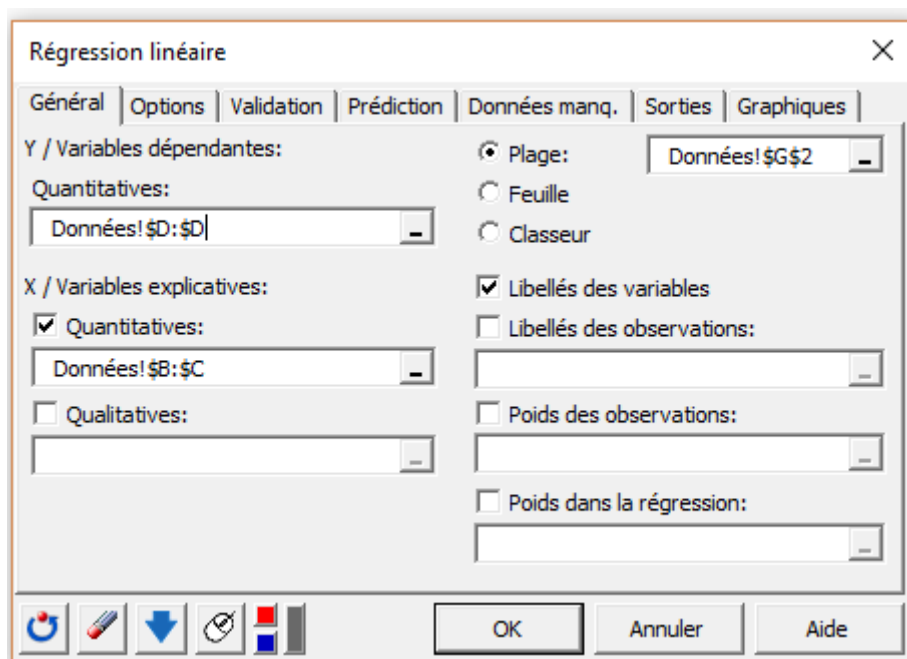 Régression linéaire
Général Options Validation Prédiction Données manq. Sorties Graphiques
Y / Variables dépendantes:
Quantitatives:
Données!$D:$D
X / Variables explicatives:
Quantitatives:
Données!$B:$C
Qualitatives:
Plage: Données!$G$2
Feuille
Classeur
Libellés des variables
Libellés des observations:
Poids des observations:
Poids dans la régression:
OK Annuler Aide